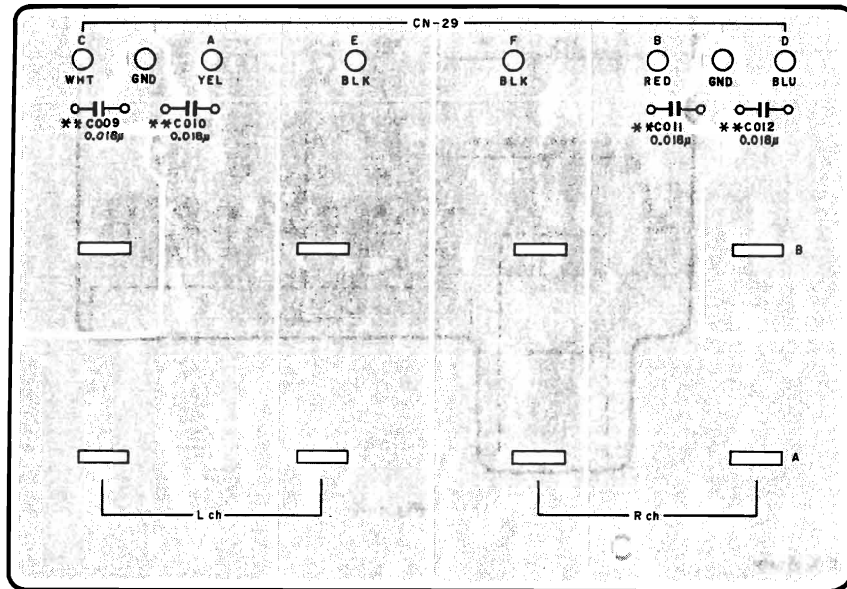 CN-29
C A E F B D
WHT GND YEL BLK BLK RED GND BLU
**C009 **C010 **C011 **C012
0.018μ 0.018μ 0.018μ 0.018μ
B
A
L ch R ch